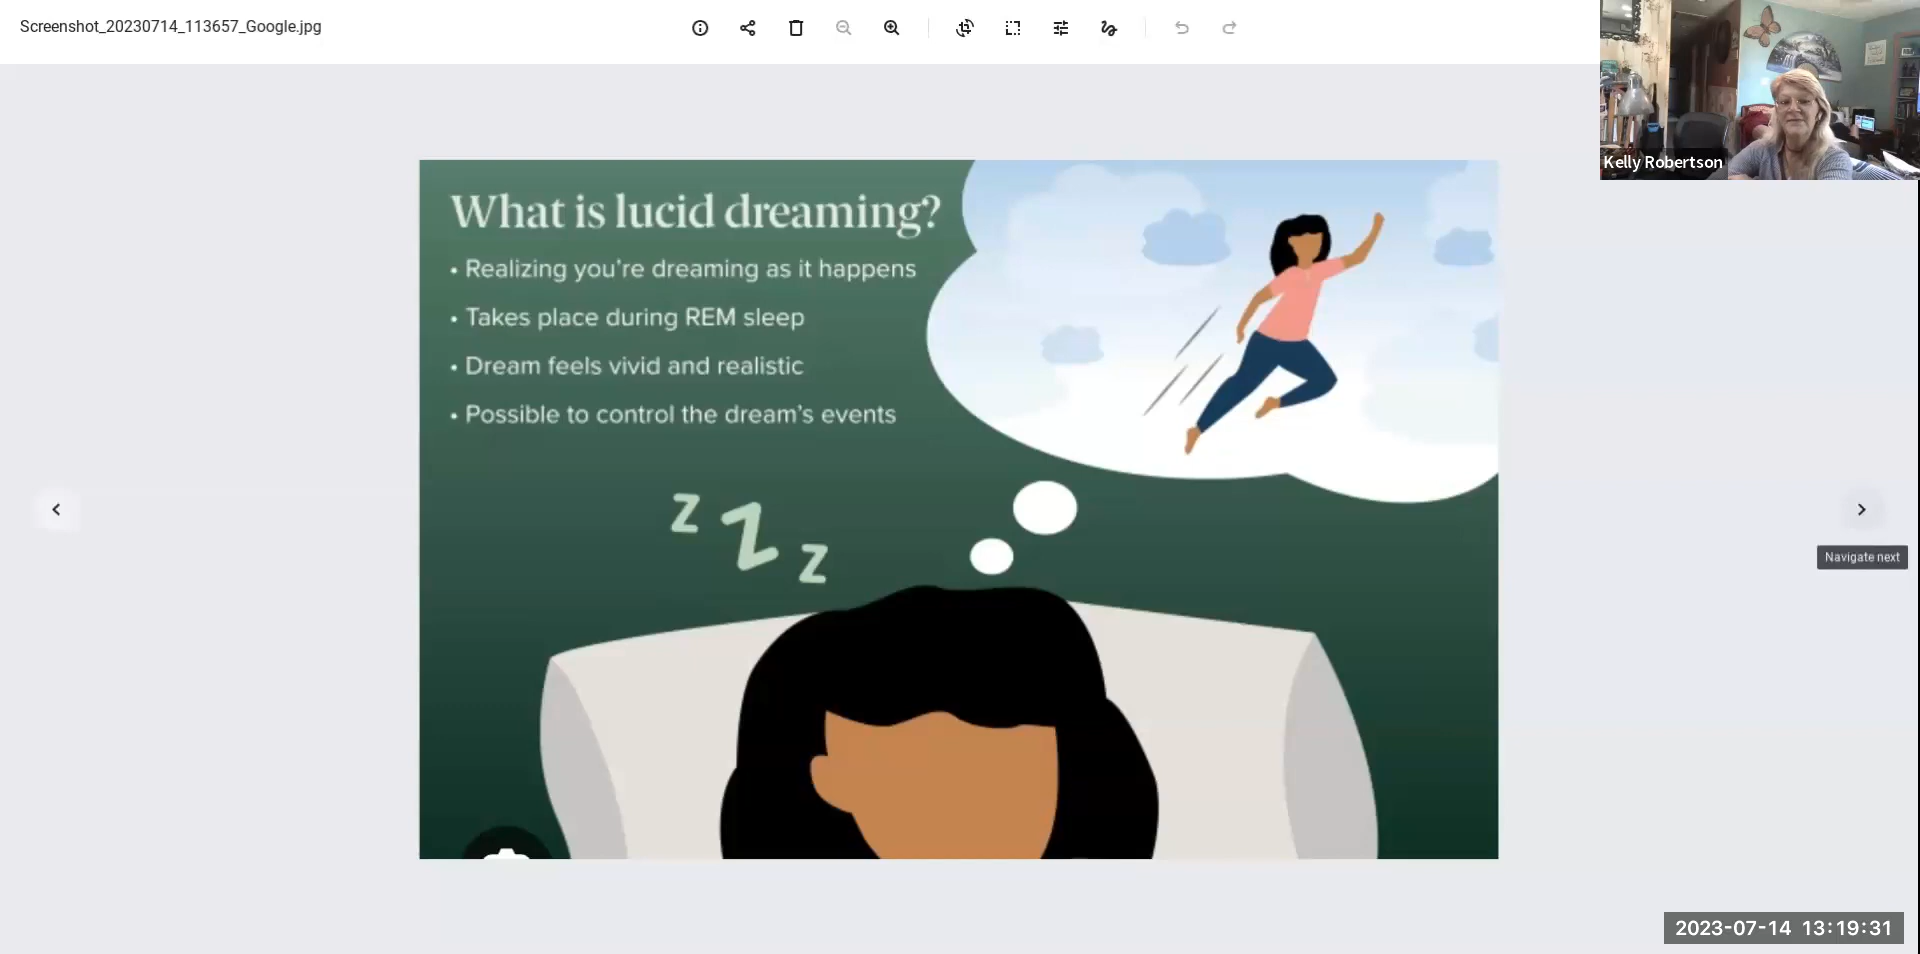 Screenshot_20230714_113657_Google.jpg
Kelly Robertson
What is lucid dreaming?
• Realizing you're dreaming as it happens
• Takes place during REM sleep
• Dream feels vivid and realistic
• Possible to control the dream's events
z z z
Navigate next
2023-07-14 13:19:31